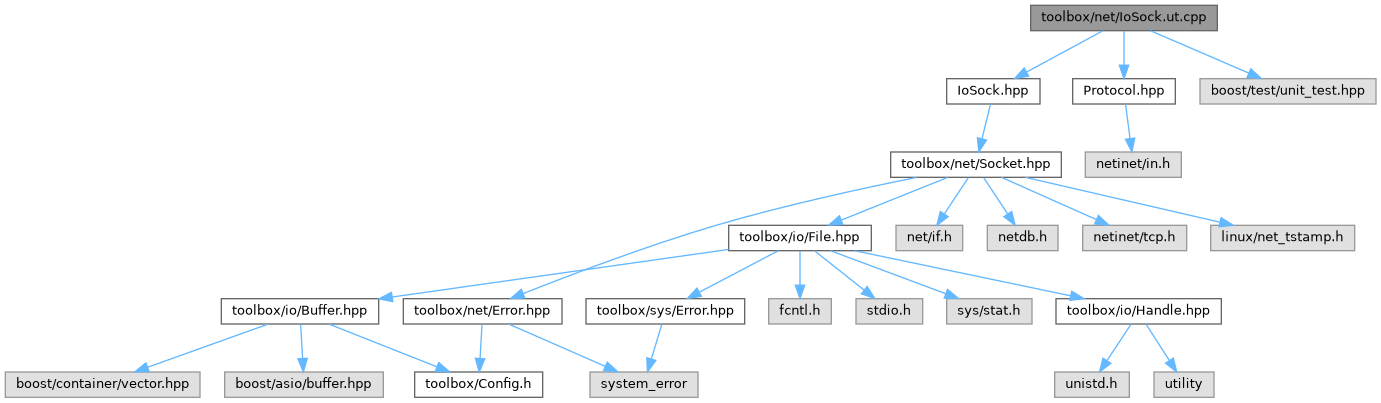 toolbox/net/IoSock.ut.cpp
IoSock.hpp
Protocol.hpp
boost/test/unit_test.hpp
toolbox/net/Socket.hpp
netinet/in.h
toolbox/io/File.hpp
net/if.h
netdb.h
netinet/tcp.h
linux/net_tstamp.h
toolbox/io/Buffer.hpp
toolbox/net/Error.hpp
toolbox/sys/Error.hpp
fcntl.h
stdio.h
sys/stat.h
toolbox/io/Handle.hpp
boost/container/vector.hpp
boost/asio/buffer.hpp
toolbox/Config.h
system_error
unistd.h
utility